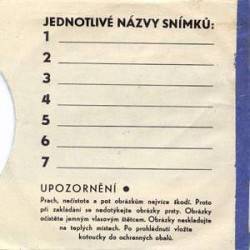 JEDNOTLIVÉ NÁZVY SNÍMKŮ:
1
2
3
4
5
6
7
UPOZORNĚNÍ ●
Prach, nečistota a pot obrázkům nejvíce škodí. Proto
při zakládání se nedotýkejte obrázky prsty. Obrázky
očistěte jemným vlasovým štětcem. Obrázky neskladujte
na teplých místech. Po prohlédnutí vložte
kotoučky do ochranných obalů.